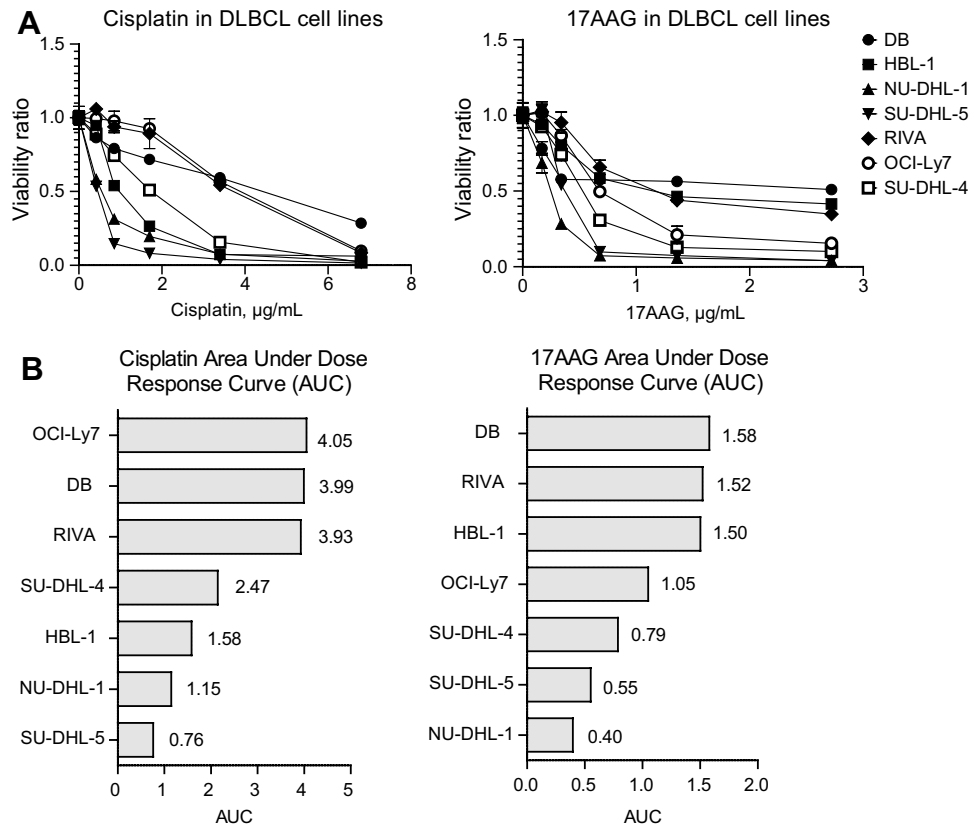 A
Cisplatin in DLBCL cell lines
1.5
1.0
0.5
0.0
Viability ratio
0 2 4 6 8
Cisplatin, µg/mL
17AAG in DLBCL cell lines
1.5
1.0
0.5
0.0
Viability ratio
0 1 2 3
17AAG, µg/mL
DB
HBL-1
NU-DHL-1
SU-DHL-5
RIVA
OCI-Ly7
SU-DHL-4
B
Cisplatin Area Under Dose
Response Curve (AUC)
OCI-Ly7 4.05
DB 3.99
RIVA 3.93
SU-DHL-4 2.47
HBL-1 1.58
NU-DHL-1 1.15
SU-DHL-5 0.76
0 1 2 3 4 5
AUC
17AAG Area Under Dose
Response Curve (AUC)
DB 1.58
RIVA 1.52
HBL-1 1.50
OCI-Ly7 1.05
SU-DHL-4 0.79
SU-DHL-5 0.55
NU-DHL-1 0.40
0.0 0.5 1.0 1.5 2.0
AUC